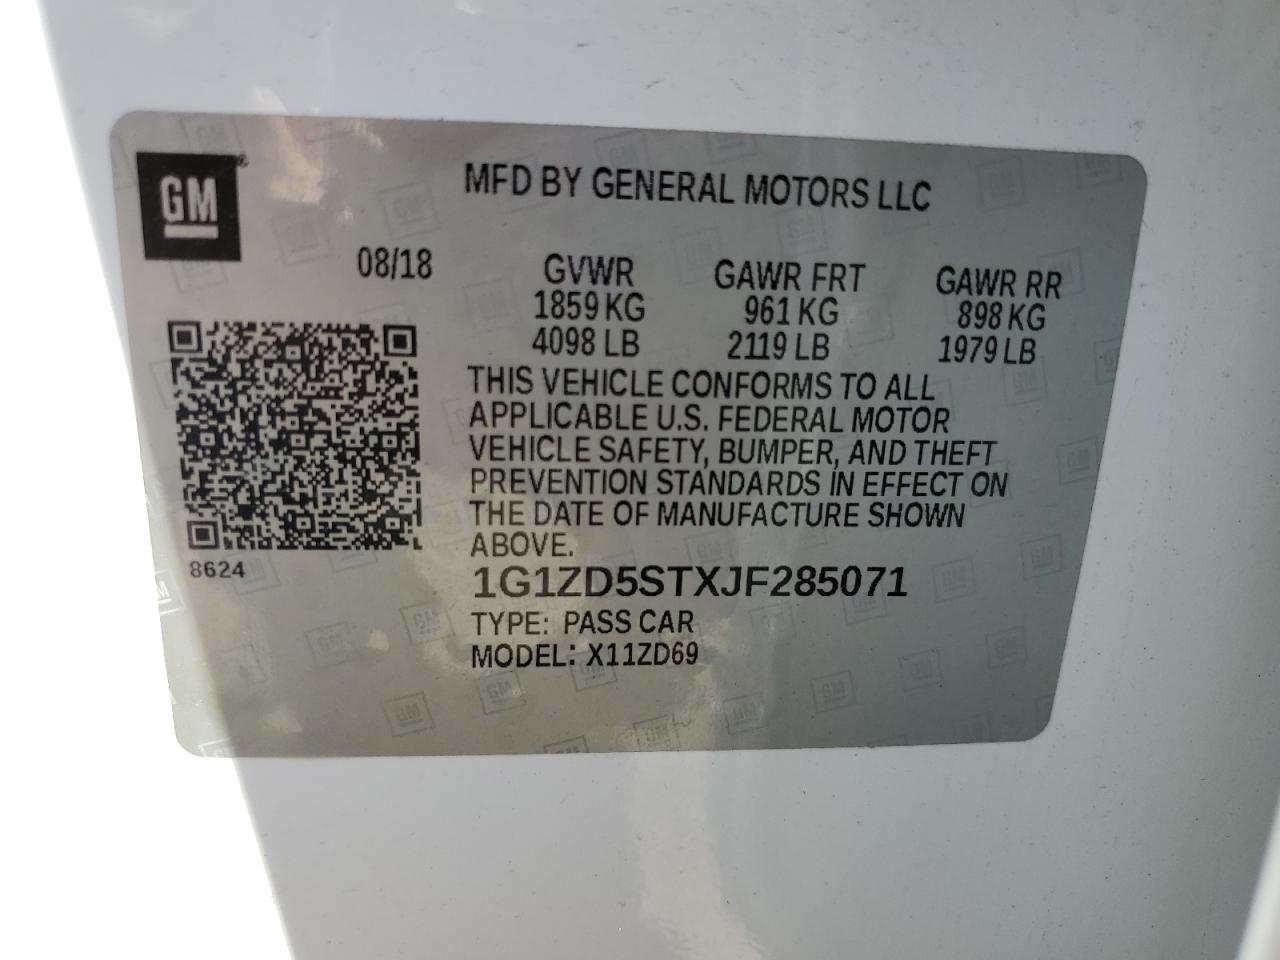 GM®
MFD BY GENERAL MOTORS LLC
08/18
GVWR GAWR FRT GAWR RR
1859 KG 961 KG 898 KG
4098 LB 2119 LB 1979 LB
THIS VEHICLE CONFORMS TO ALL
APPLICABLE U.S. FEDERAL MOTOR
VEHICLE SAFETY, BUMPER, AND THEFT
PREVENTION STANDARDS IN EFFECT ON
THE DATE OF MANUFACTURE SHOWN
ABOVE.
8624
1G1ZD5STXJF285071
TYPE: PASS CAR
MODEL: X11ZD69